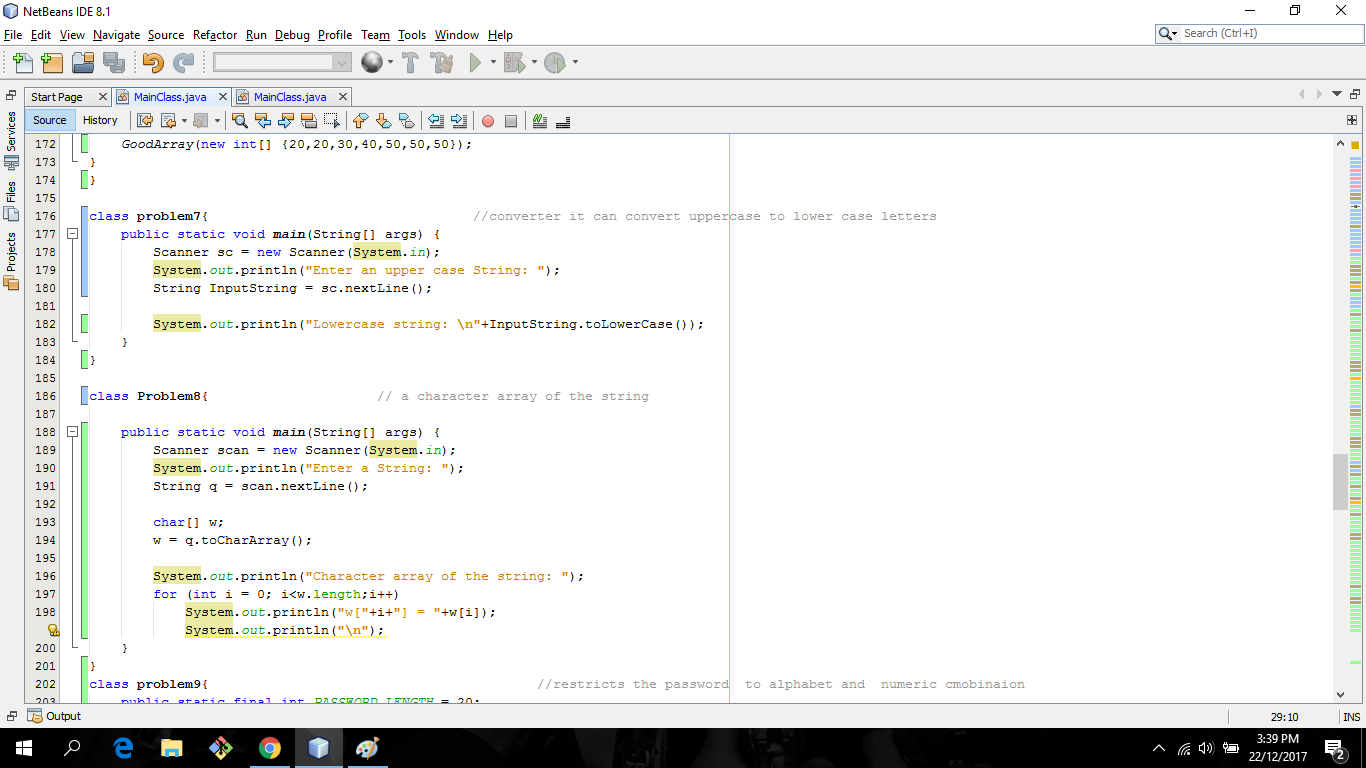 NetBeans IDE 8.1
File Edit View Navigate Source Refactor Run Debug Profile Team Tools Window Help
Search (Ctrl+I)
Start Page MainClass.java MainClass.java
Source History
Services
Files
Projects
172 GoodArray(new int[] {20,20,30,40,50,50,50});
173 }
174 }
175
176 class problem7{ //converter it can convert uppercase to lower case letters
177 public static void main(String[] args) {
178 Scanner sc = new Scanner(System.in);
179 System.out.println("Enter an upper case String: ");
180 String InputString = sc.nextLine();
181
182 System.out.println("Lowercase string: \n"+InputString.toLowerCase());
183 }
184 }
185
186 class Problem8{ // a character array of the string
187
188 public static void main(String[] args) {
189 Scanner scan = new Scanner(System.in);
190 System.out.println("Enter a String: ");
191 String q = scan.nextLine();
192
193 char[] w;
194 w = q.toCharArray();
195
196 System.out.println("Character array of the string: ");
197 for (int i = 0; i<w.length;i++)
198 System.out.println("w["+i+"] = "+w[i]);
System.out.println("\n");
200 }
201 }
202 class problem9{ //restricts the password to alphabet and numeric cmobinaion
203 public static final int PASSWORD_LENGTH = 20;
Output
29:10 INS
3:39 PM
22/12/2017
2